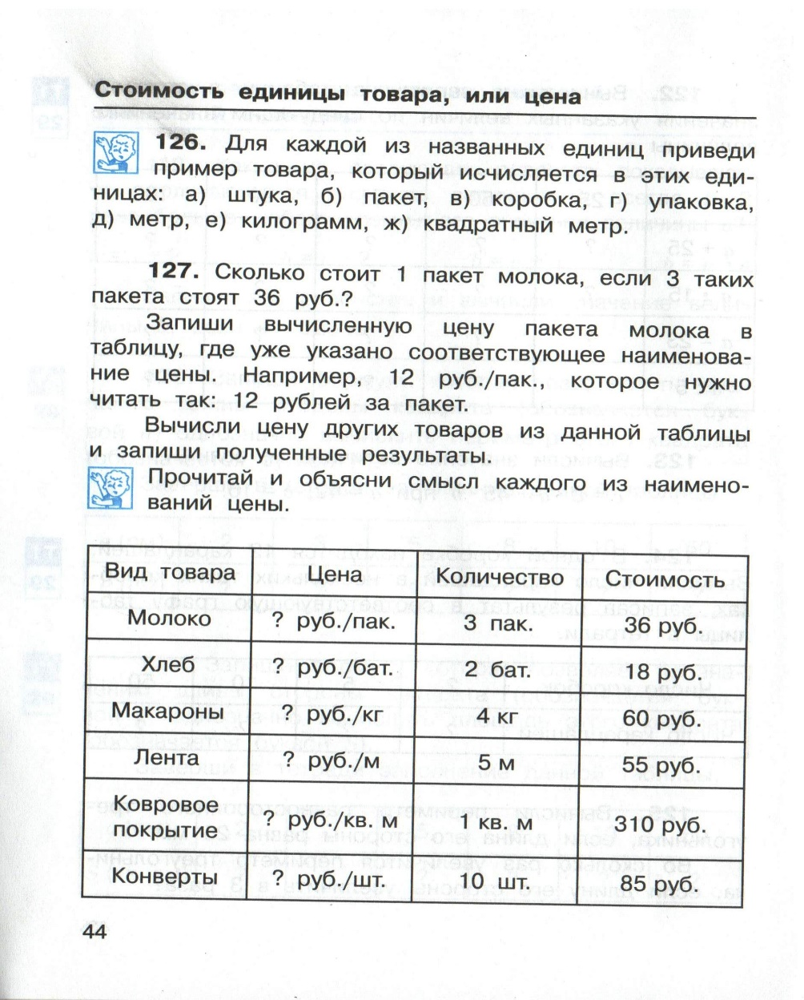 Стоимость единицы товара, или цена
126. Для каждой из названных единиц приведи
пример товара, который исчисляется в этих еди-
ницах: а) штука, б) пакет, в) коробка, г) упаковка,
д) метр, е) килограмм, ж) квадратный метр.
127. Сколько стоит 1 пакет молока, если 3 таких
пакета стоят 36 руб.?
Запиши вычисленную цену пакета молока в
таблицу, где уже указано соответствующее наименова-
ние цены. Например, 12 руб./пак., которое нужно
читать так: 12 рублей за пакет.
Вычисли цену других товаров из данной таблицы
и запиши полученные результаты.
Прочитай и объясни смысл каждого из наимено-
ваний цены.
Вид товара Цена Количество Стоимость
Молоко ? руб./пак. 3 пак. 36 руб.
Хлеб ? руб./бат. 2 бат. 18 руб.
Макароны ? руб./кг 4 кг 60 руб.
Лента ? руб./м 5 м 55 руб.
Ковровое
покрытие ? руб./кв. м 1 кв. м 310 руб.
Конверты ? руб./шт. 10 шт. 85 руб.
44